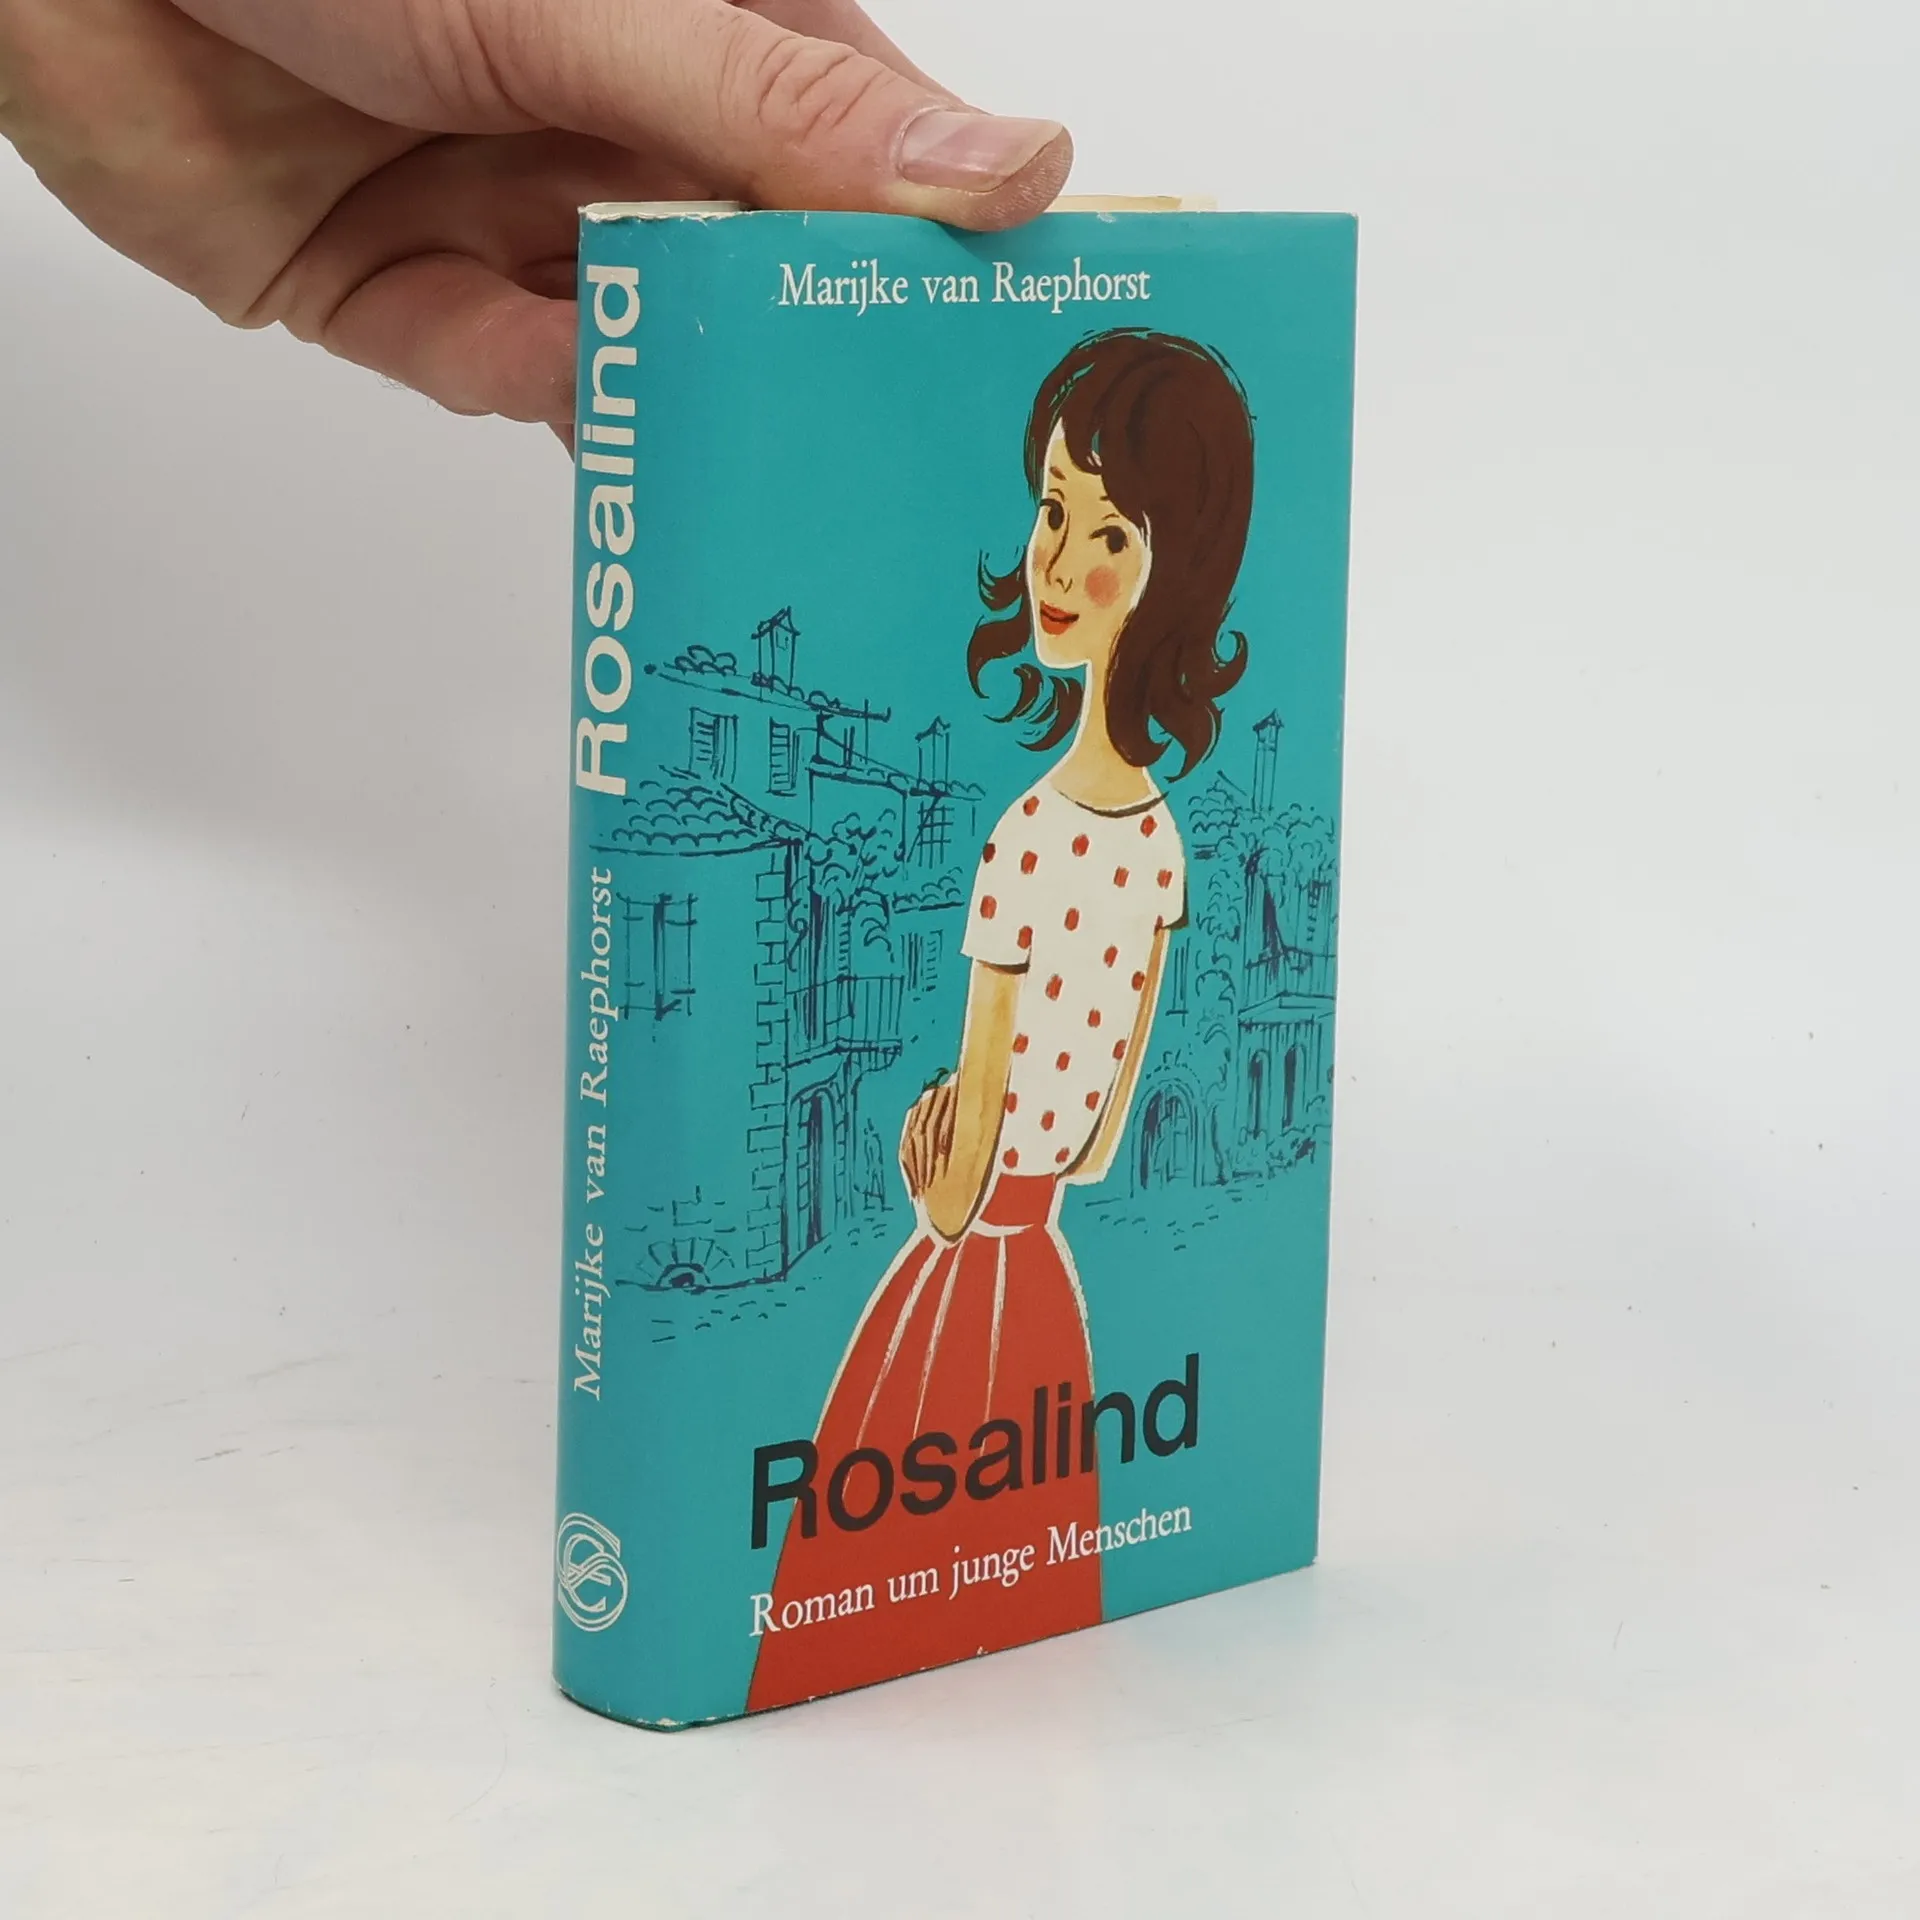 Marijke van Raephorst
Rosalind
Roman um junge Menschen
Marijke van Raephorst Rosalind